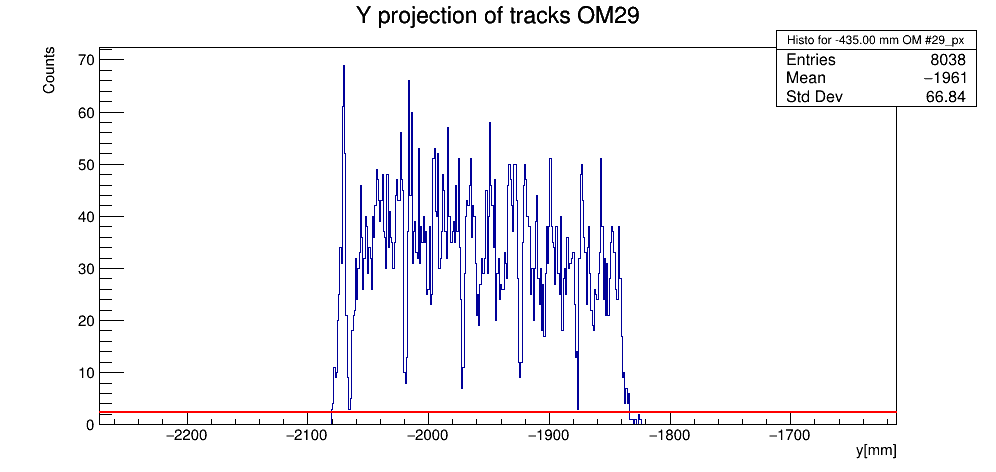 Y projection of tracks OM29
Histo for -435.00 mm OM #29_px
Entries 8038
Mean −1961
Std Dev 66.84
Counts
70
60
50
40
30
20
10
0
−2200 −2100 −2000 −1900 −1800 −1700
y[mm]